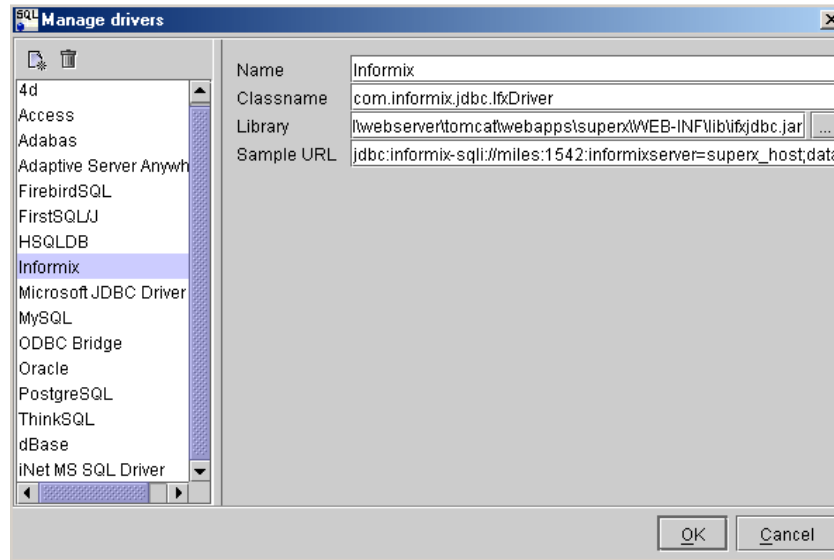 SQL Manage drivers
4d
Access
Adabas
Adaptive Server Anywh
FirebirdSQL
FirstSQL/J
HSQLDB
Informix
Microsoft JDBC Driver
MySQL
ODBC Bridge
Oracle
PostgreSQL
ThinkSQL
dBase
iNet MS SQL Driver
Name Informix
Classname com.informix.jdbc.IfxDriver
Library l\webserver\tomcat\webapps\superx\WEB-INF\lib\ifxjdbc.jar ...
Sample URL jdbc:informix-sqli://miles:1542:informixserver=superx_host;data
OK Cancel